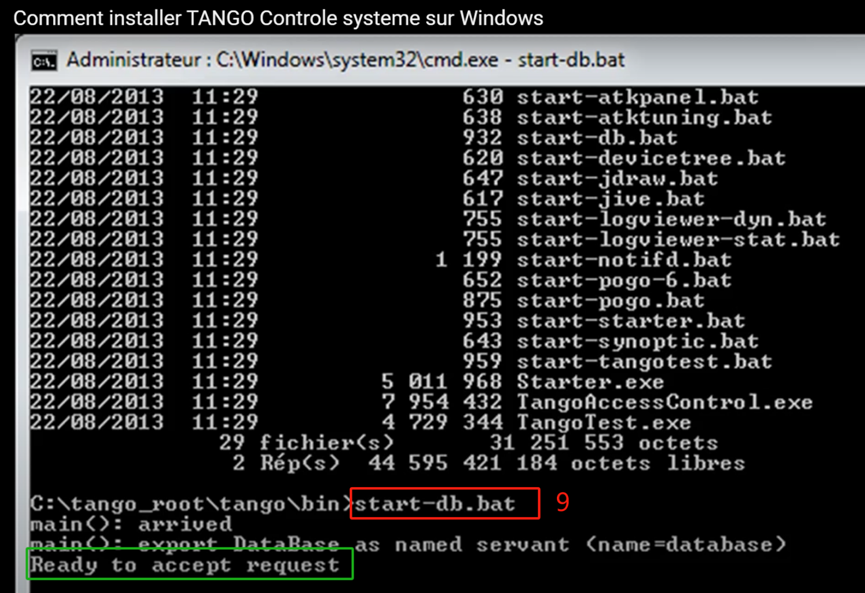 Comment installer TANGO Controle systeme sur Windows
Administrateur : C:\Windows\system32\cmd.exe - start-db.bat
22/08/2013 11:29 630 start-atkpanel.bat
22/08/2013 11:29 638 start-atktuning.bat
22/08/2013 11:29 932 start-db.bat
22/08/2013 11:29 620 start-devicetree.bat
22/08/2013 11:29 647 start-jdraw.bat
22/08/2013 11:29 617 start-jive.bat
22/08/2013 11:29 755 start-logviewer-dyn.bat
22/08/2013 11:29 755 start-logviewer-stat.bat
22/08/2013 11:29 1 199 start-notifd.bat
22/08/2013 11:29 652 start-pogo-6.bat
22/08/2013 11:29 875 start-pogo.bat
22/08/2013 11:29 953 start-starter.bat
22/08/2013 11:29 643 start-synoptic.bat
22/08/2013 11:29 959 start-tangotest.bat
22/08/2013 11:29 5 011 968 Starter.exe
22/08/2013 11:29 7 954 432 TangoAccessControl.exe
22/08/2013 11:29 4 729 344 TangoTest.exe
29 fichier(s) 31 251 553 octets
2 Rép(s) 44 595 421 184 octets libres
C:\tango_root\tango\bin>start-db.bat 9
main(): arrived
main(): export DataBase as named servant (name=database)
Ready to accept request